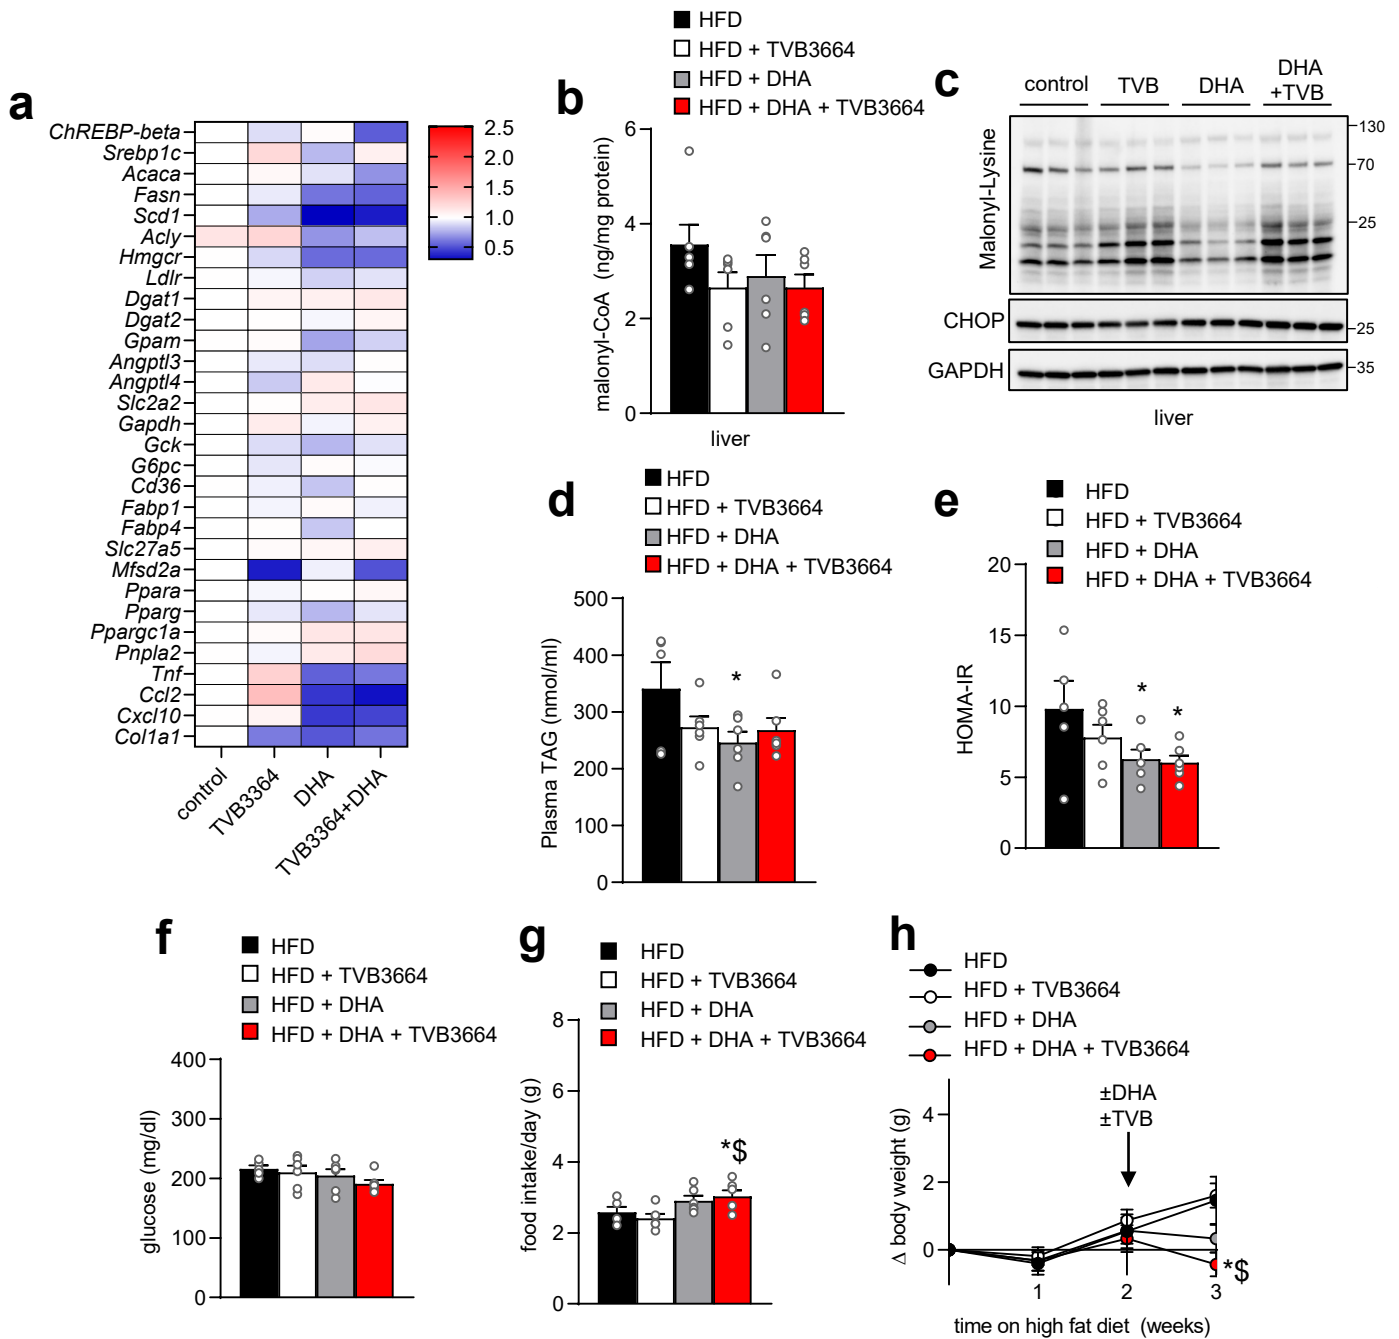 a
ChREBP-beta
Srebp1c
Acaca
Fasn
Scd1
Acly
Hmgcr
Ldlr
Dgat1
Dgat2
Gpam
Angptl3
Angptl4
Slc2a2
Gapdh
Gck
G6pc
Cd36
Fabp1
Fabp4
Slc27a5
Mfsd2a
Ppara
Pparg
Ppargc1a
Pnpla2
Tnf
Ccl2
Cxcl10
Col1a1
control
TVB3364
DHA
TVB3364+DHA
2.5
2.0
1.5
1.0
0.5
b
HFD
HFD + TVB3664
HFD + DHA
HFD + DHA + TVB3664
malonyl-CoA (ng/mg protein)
6
4
2
0
liver
c
control
TVB
DHA
DHA
+TVB
Malonyl-Lysine
130
70
25
CHOP
25
GAPDH
35
liver
d
HFD
HFD + TVB3664
HFD + DHA
HFD + DHA + TVB3664
Plasma TAG (nmol/ml)
500
400
300
200
100
0
*
e
HFD
HFD + TVB3664
HFD + DHA
HFD + DHA + TVB3664
HOMA-IR
20
15
10
5
0
*
*
f
HFD
HFD + TVB3664
HFD + DHA
HFD + DHA + TVB3664
glucose (mg/dl)
400
300
200
100
0
g
HFD
HFD + TVB3664
HFD + DHA
HFD + DHA + TVB3664
food intake/day (g)
8
6
4
2
0
*$
h
HFD
HFD + TVB3664
HFD + DHA
HFD + DHA + TVB3664
Δ body weight (g)
4
2
0
±DHA
±TVB
*$
1
2
3
time on high fat diet (weeks)